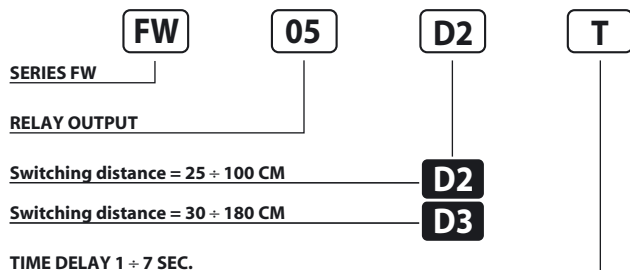 FW 05 D2 T
SERIES FW
RELAY OUTPUT
Switching distance = 25 ÷ 100 CM D2
Switching distance = 30 ÷ 180 CM D3
TIME DELAY 1 ÷ 7 SEC.